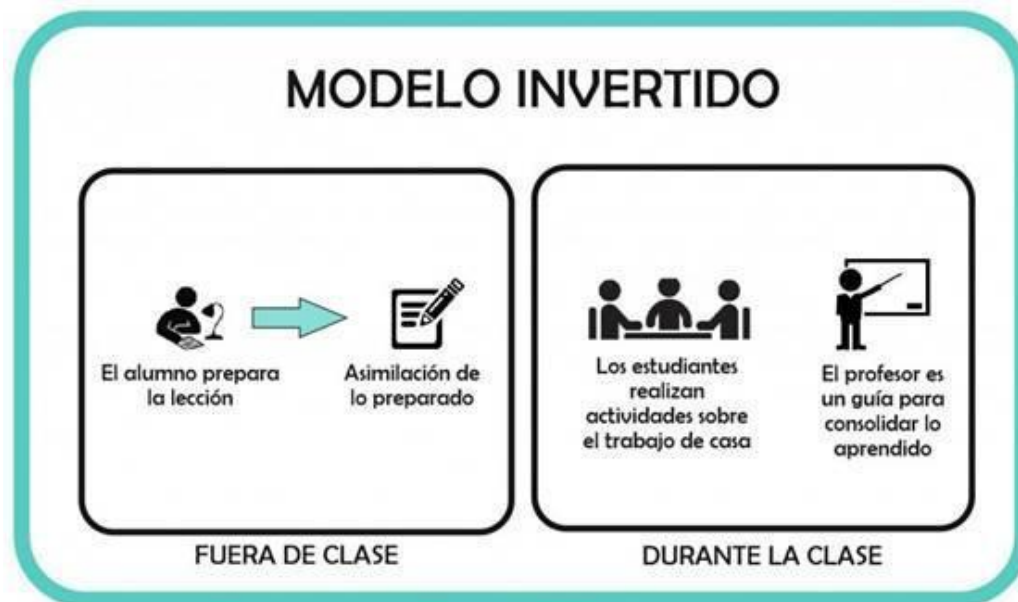 MODELO INVERTIDO
El alumno prepara
la lección
Asimilación de
lo preparado
FUERA DE CLASE
Los estudiantes
realizan
actividades sobre
el trabajo de casa
El profesor es
un guía para
consolidar lo
aprendido
DURANTE LA CLASE